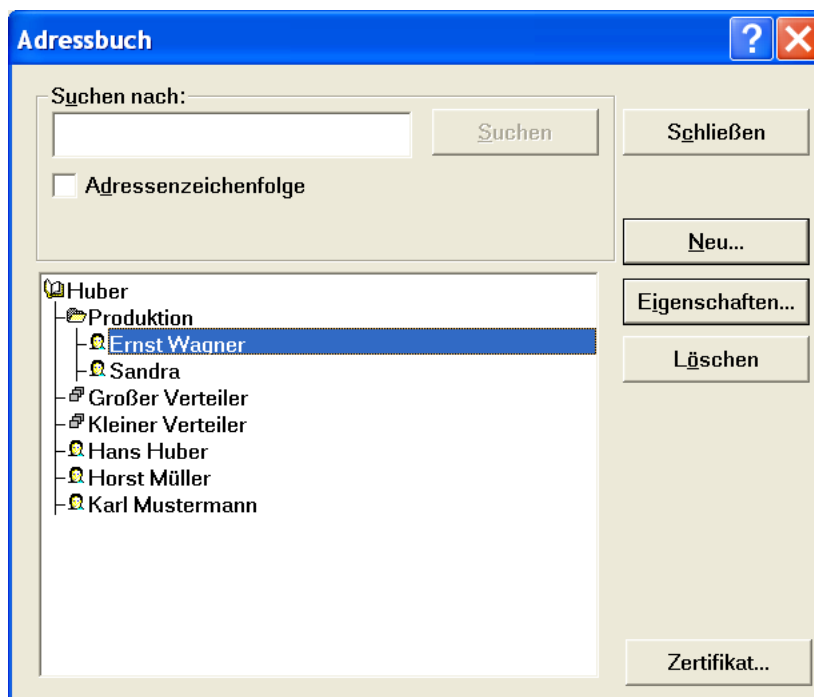 Adressbuch
?
Suchen nach:
Suchen
Schließen
Adressenzeichenfolge
Neu...
Huber
Eigenschaften...
Produktion
Ernst Wagner
Löschen
Sandra
Großer Verteiler
Kleiner Verteiler
Hans Huber
Horst Müller
Karl Mustermann
Zertifikat...